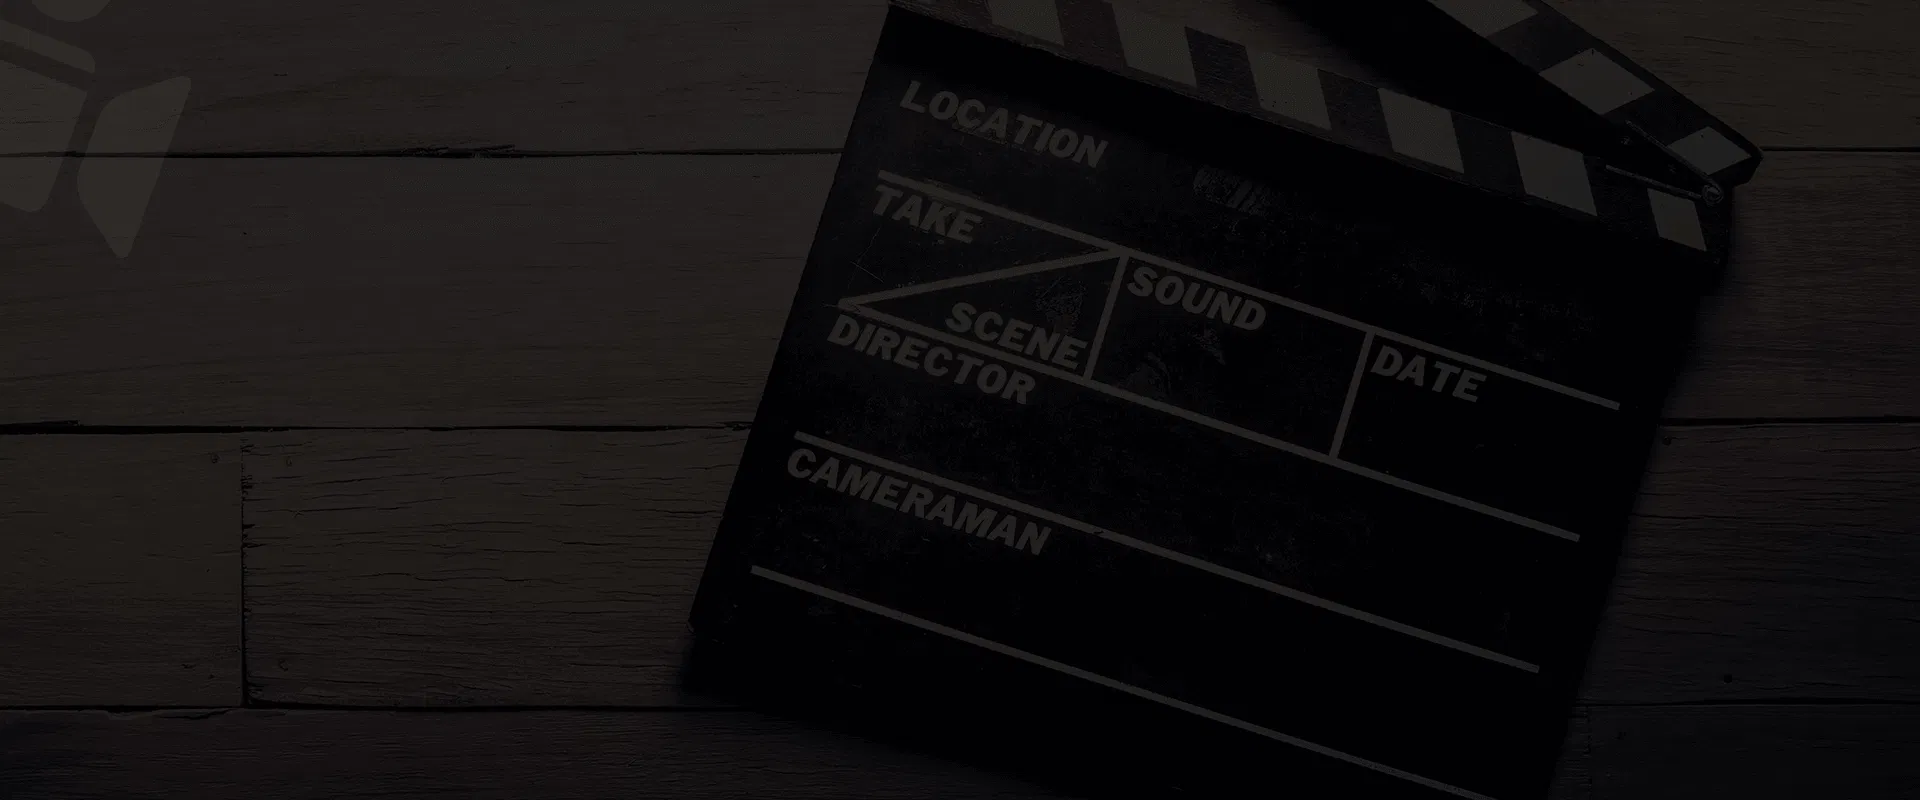 LOCATION
TAKE
SCENE
SOUND
DATE
DIRECTOR
CAMERAMAN